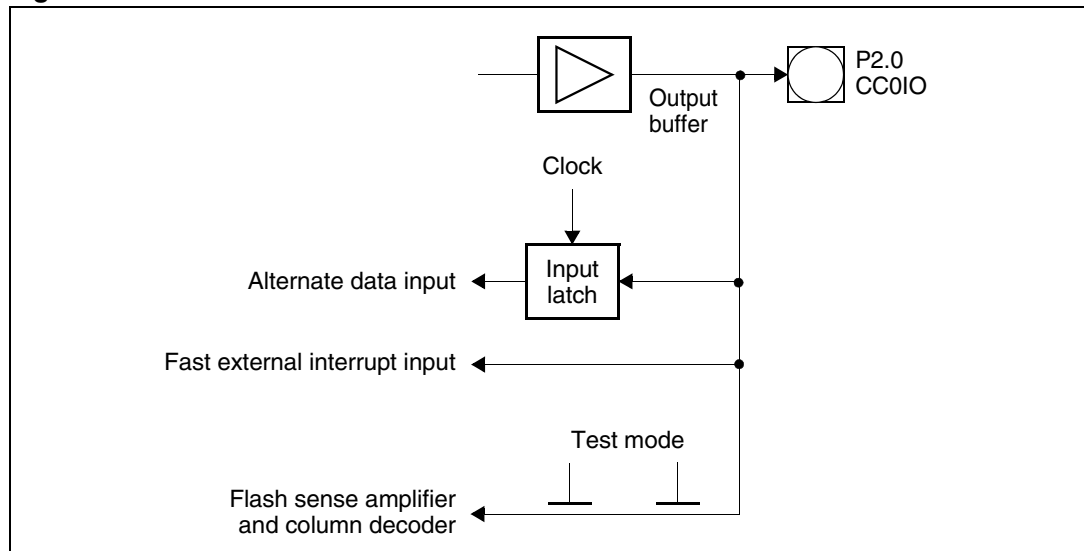 P2.0
CC0IO
Output
buffer
Clock
Input
latch
Alternate data input
Fast external interrupt input
Test mode
Flash sense amplifier
and column decoder